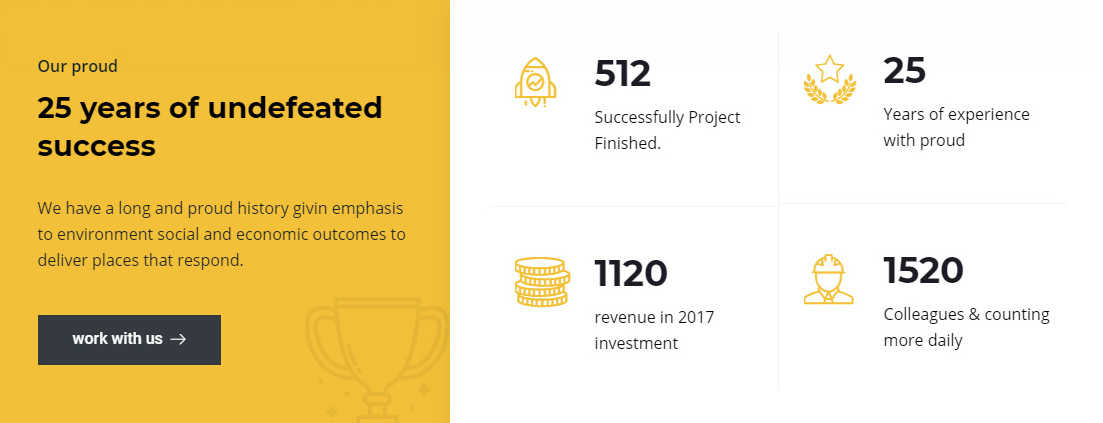 Our proud
25 years of undefeated
success
We have a long and proud history givin emphasis
to environment social and economic outcomes to
deliver places that respond.
work with us →
512
Successfully Project
Finished.
25
Years of experience
with proud
1120
revenue in 2017
investment
1520
Colleagues & counting
more daily